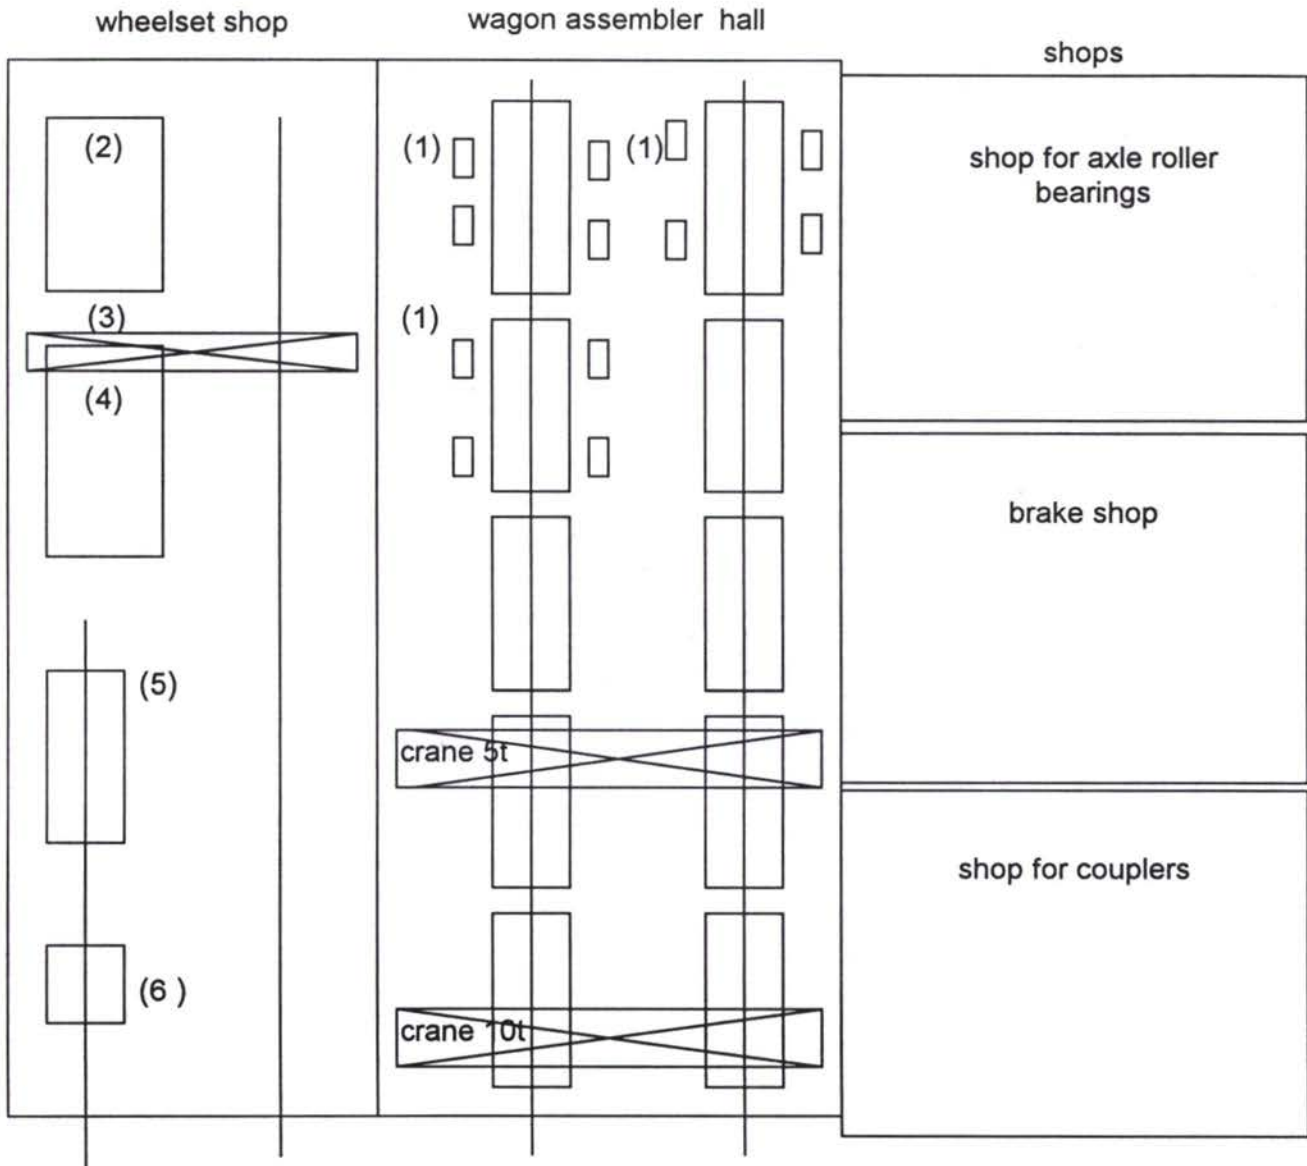 wheelset shop
wagon assembler hall
shops
(2)
(1)
(1)
shop for axle roller
bearings
(3)
(1)
(4)
brake shop
(5)
crane 5t
shop for couplers
(6 )
crane 10t